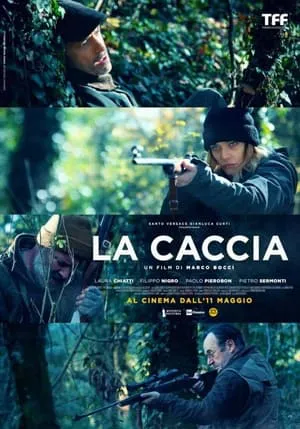 TFF
SANTO VERSACE GIANLUCA CURTI
LA CACCIA
UN FILM DI MARCO BOCCI
LAURA CHIATTI FILIPPO NIGRO PAOLO PIEROBON PIETRO SERMONTI
AL CINEMA DALL'11 MAGGIO